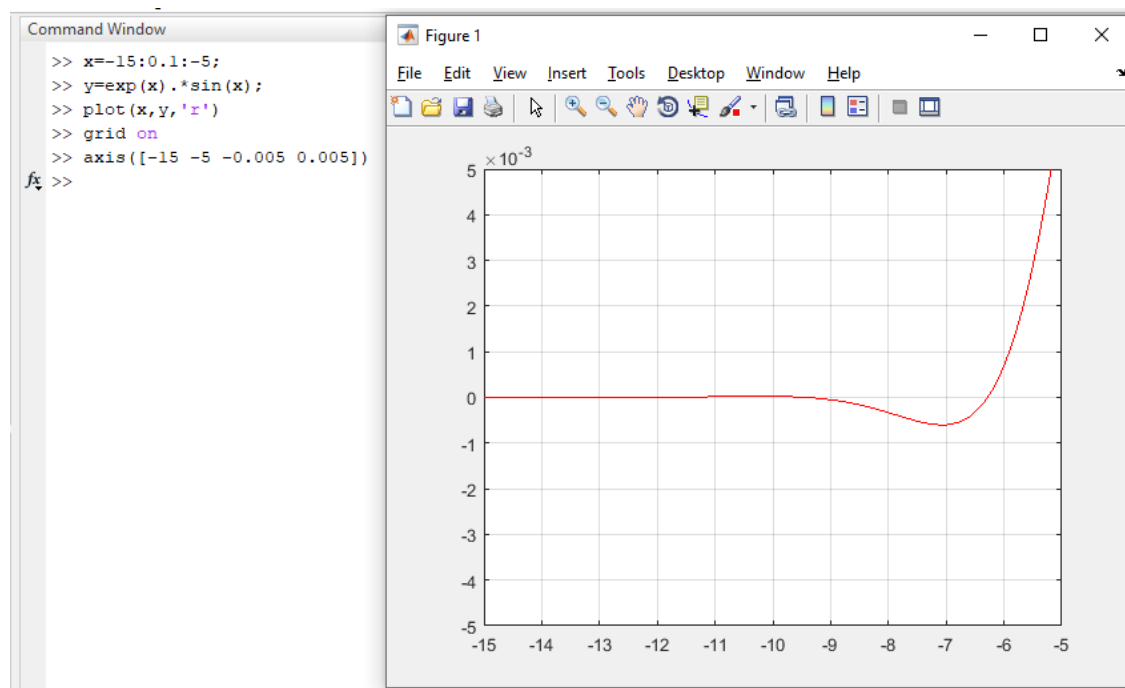 Command Window
>> x=-15:0.1:-5;
>> y=exp(x).*sin(x);
>> plot(x,y,'r')
>> grid on
>> axis([-15 -5 -0.005 0.005])
fx >>
Figure 1
File Edit View Insert Tools Desktop Window Help
×10-3
5
4
3
2
1
0
-1
-2
-3
-4
-5
-15 -14 -13 -12 -11 -10 -9 -8 -7 -6 -5